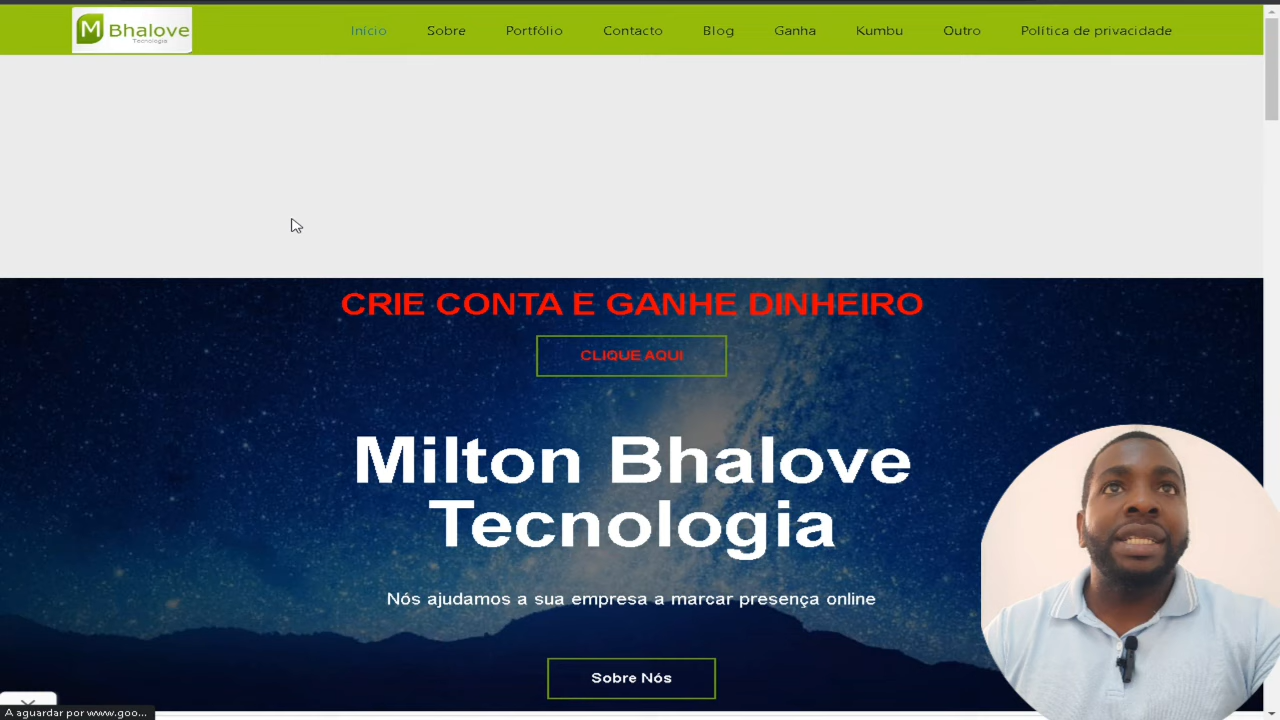 M Bhalove
Tecnologia
Início Sobre Portfólio Contacto Blog Ganha Kumbu Outro Política de privacidade
CRIE CONTA E GANHE DINHEIRO
CLIQUE AQUI
Milton Bhalove
Tecnologia
Nós ajudamos a sua empresa a marcar presença online
Sobre Nós
A aguardar por www.goo...